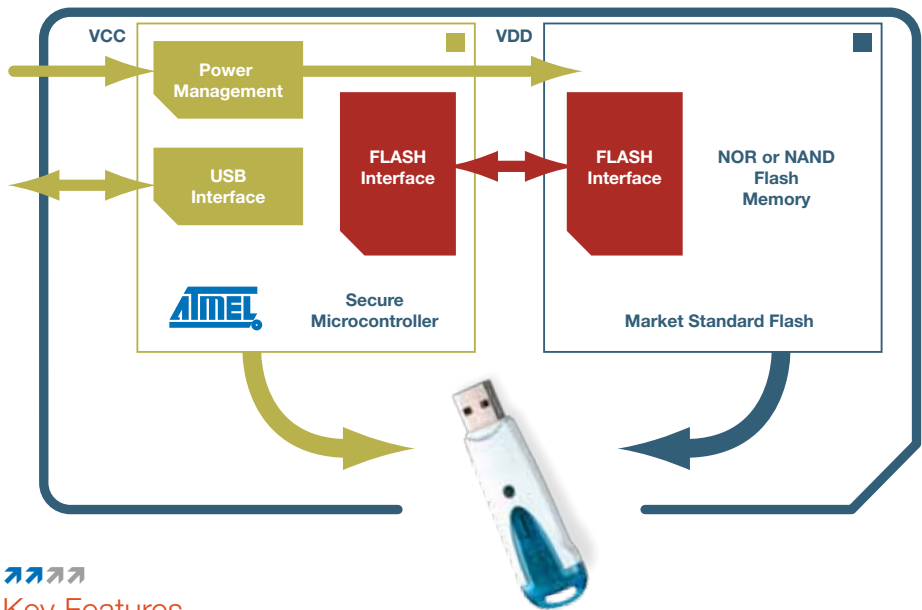 VCC
VDD
Power
Management
FLASH
Interface
FLASH
Interface
NOR or NAND
Flash
Memory
USB
Interface
ATMEL
Secure
Microcontroller
Market Standard Flash
Key Features